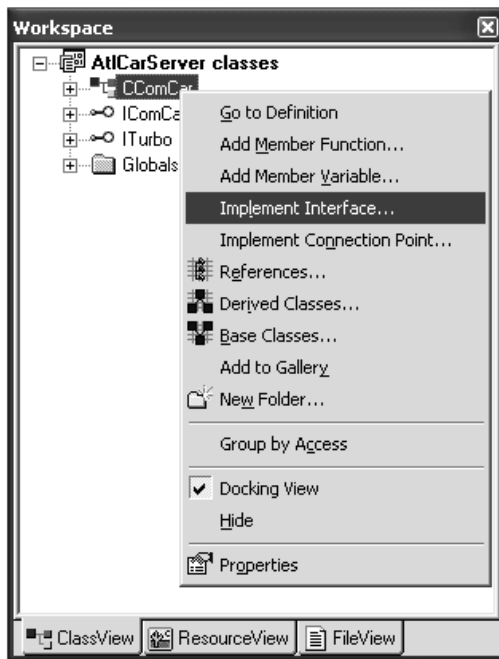 Workspace
AtlCarServer classes
CComCar
IComCa
ITurbo
Globals
Go to Definition
Add Member Function...
Add Member Variable...
Implement Interface...
Implement Connection Point...
References...
Derived Classes...
Base Classes...
Add to Gallery
New Folder...
Group by Access
Docking View
Hide
Properties
ClassView ResourceView FileView